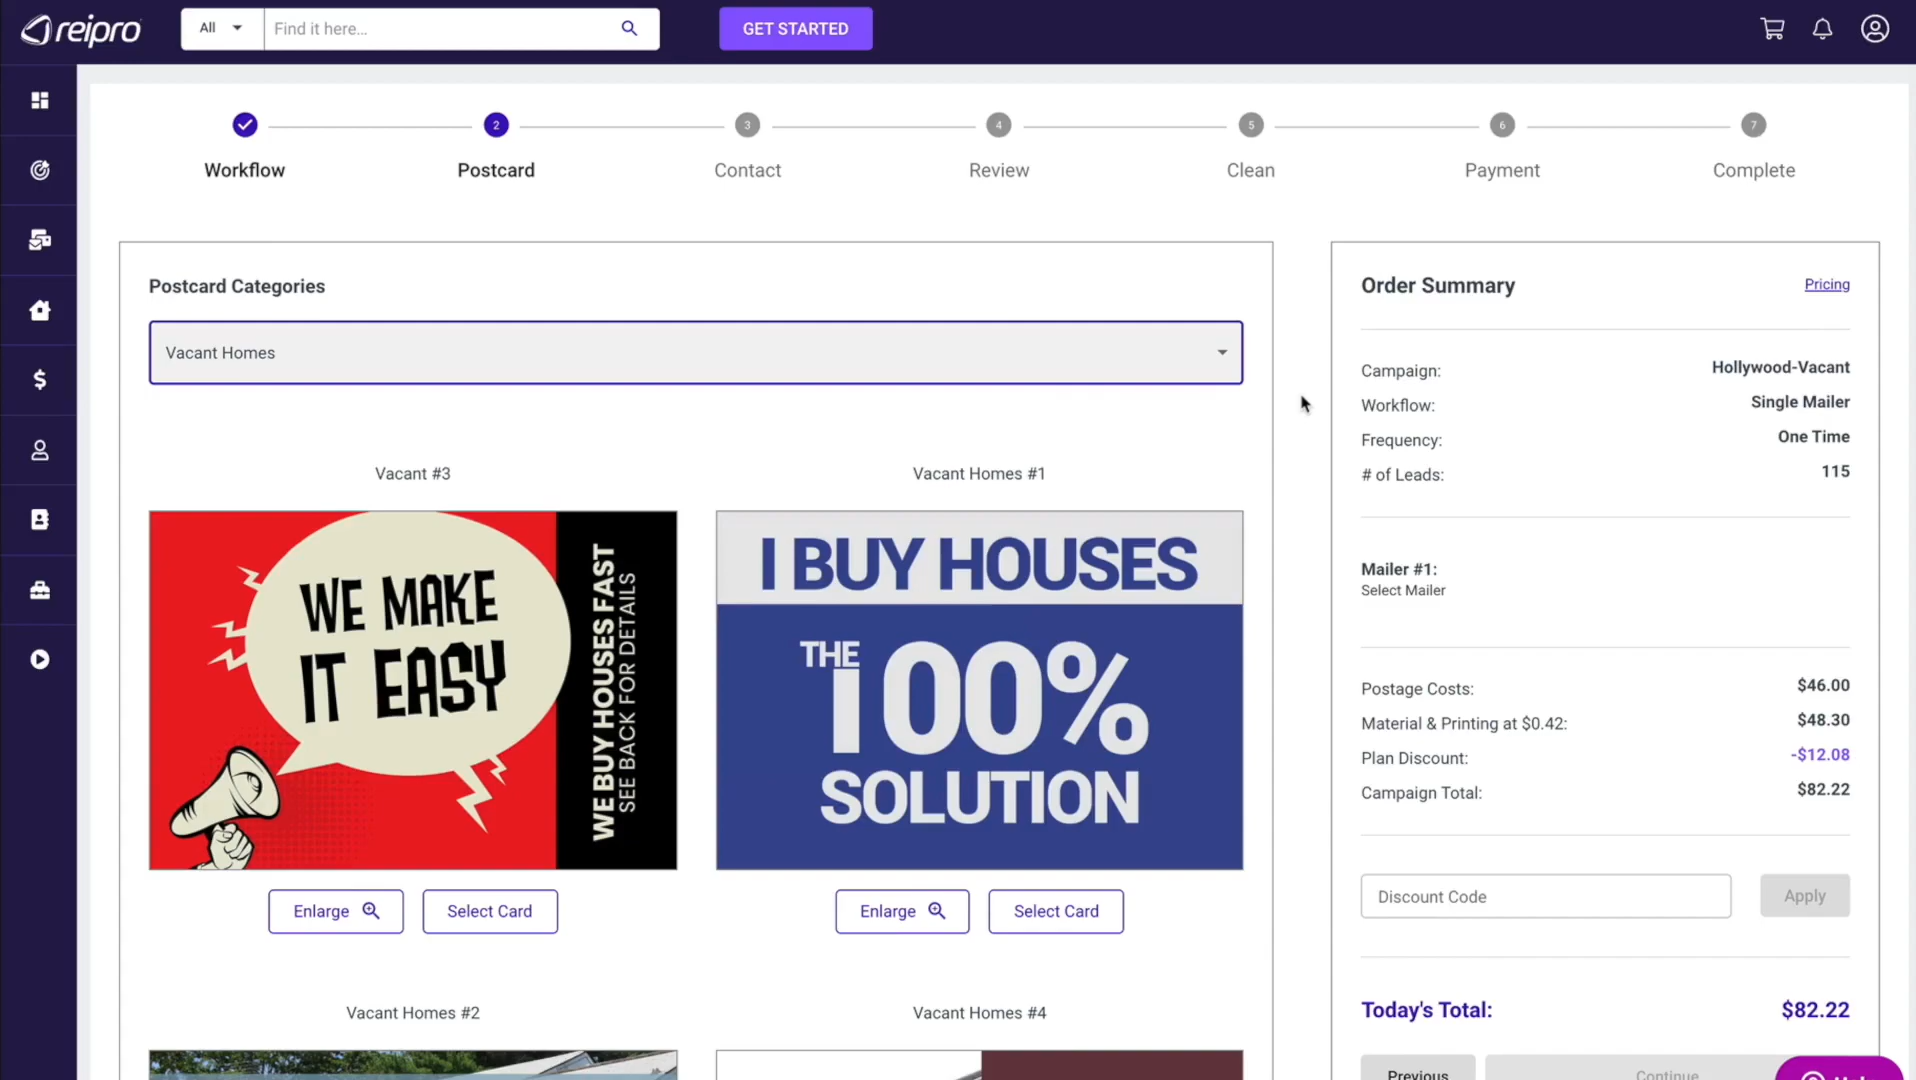 reipro
All
Find it here...
GET STARTED
2
3
4
5
6
7
Workflow
Postcard
Contact
Review
Clean
Payment
Complete
Postcard Categories
Vacant Homes
Vacant #3
Vacant Homes #1
WE MAKE
IT EASY
WE BUY HOUSES FAST
SEE BACK FOR DETAILS
I BUY HOUSES
THE
100%
SOLUTION
Enlarge
Select Card
Enlarge
Select Card
Vacant Homes #2
Vacant Homes #4
Order Summary
Pricing
Campaign: Hollywood-Vacant
Workflow: Single Mailer
Frequency: One Time
# of Leads: 115
Mailer #1:
Select Mailer
Postage Costs: $46.00
Material & Printing at $0.42: $48.30
Plan Discount: -$12.08
Campaign Total: $82.22
Discount Code
Apply
Today's Total: $82.22
Previous
Continue